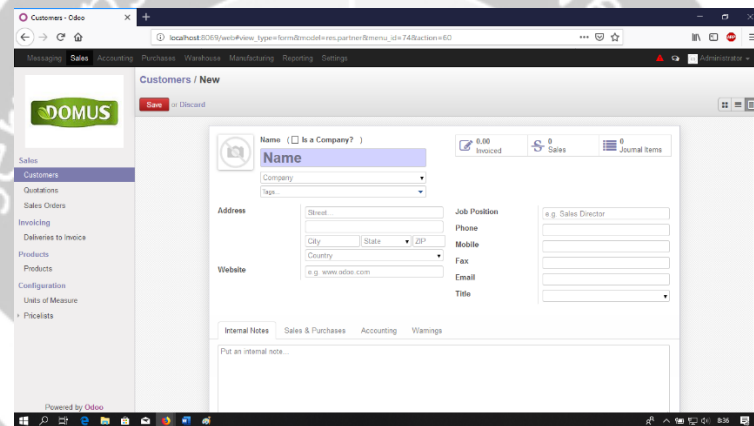 Customers - Odoo
localhost:8069/web#view_type=form&model=res.partner&menu_id=74&action=60
Messaging Sales Accounting Purchases Warehouse Manufacturing Reporting Settings
Administrator
DOMUS
Customers / New
Save or Discard
Sales
Customers
Quotations
Sales Orders
Invoicing
Deliveries to Invoice
Products
Products
Configuration
Units of Measure
Pricelists
Powered by Odoo
Name ( Is a Company? )
Name
Company
Tags...
0.00 Invoiced
0 Sales
0 Journal Items
Address
Street...
City State ZIP
Country
Website
e.g. www.odoo.com
Job Position
e.g. Sales Director
Phone
Mobile
Fax
Email
Title
Internal Notes Sales & Purchases Accounting Warnings
Put an internal note...
8:36